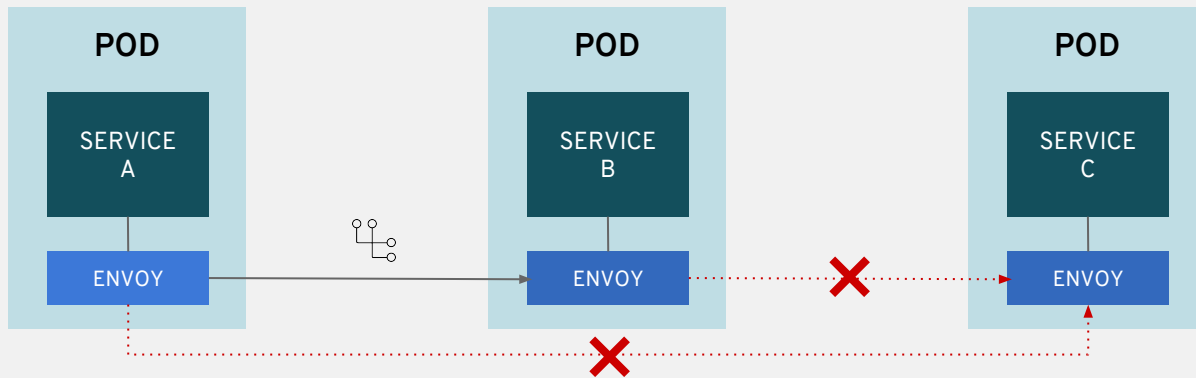 POD
SERVICE
A
ENVOY
POD
SERVICE
B
ENVOY
POD
SERVICE
C
ENVOY